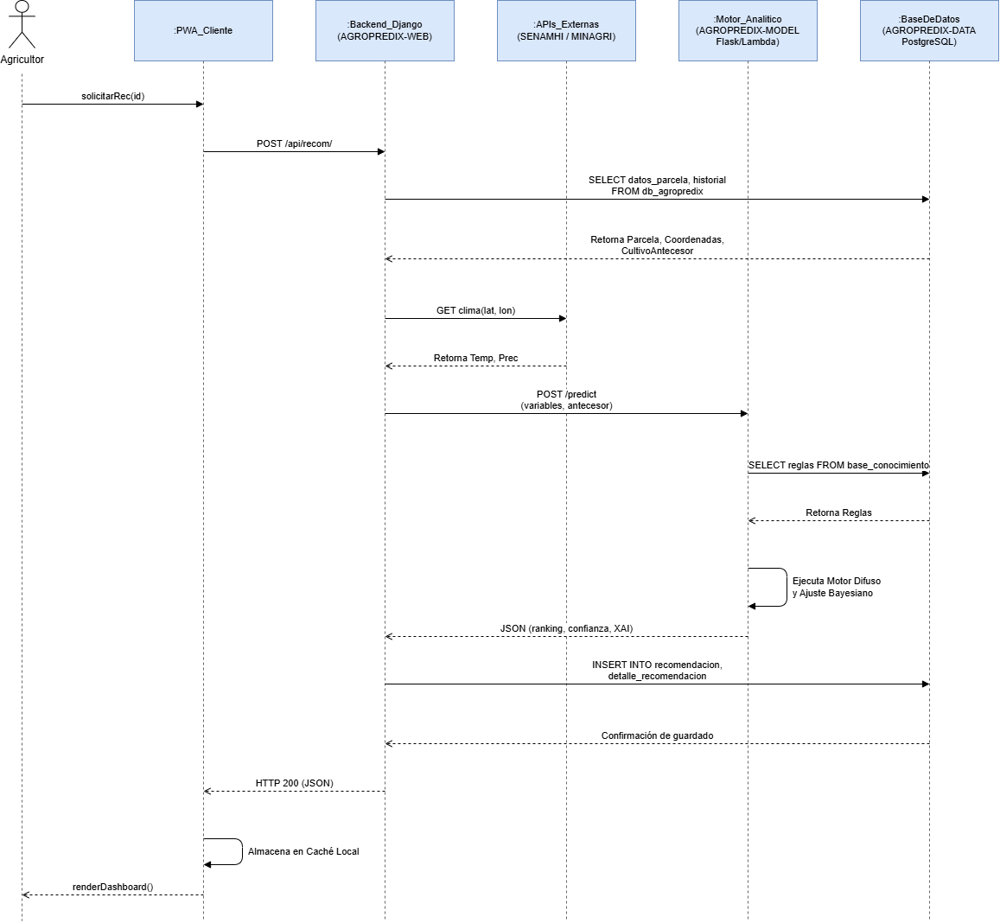 Agricultor
:PWA_Cliente
:Backend_Django
(AGROPREDIX-WEB)
:APIs_Externas
(SENAMHI / MINAGRI)
:Motor_Analitico
(AGROPREDIX-MODEL
Flask/Lambda)
:BaseDeDatos
(AGROPREDIX-DATA
PostgreSQL)
solicitarRec(id)
POST /api/recom/
SELECT datos_parcela, historial
FROM db_agropredix
Retorna Parcela, Coordenadas,
CultivoAntecesor
GET clima(lat, lon)
Retorna Temp, Prec
POST /predict
(variables, antecesor)
SELECT reglas FROM base_conocimiento
Retorna Reglas
Ejecuta Motor Difuso
y Ajuste Bayesiano
JSON (ranking, confianza, XAI)
INSERT INTO recomendacion,
detalle_recomendacion
Confirmación de guardado
HTTP 200 (JSON)
Almacena en Caché Local
renderDashboard()